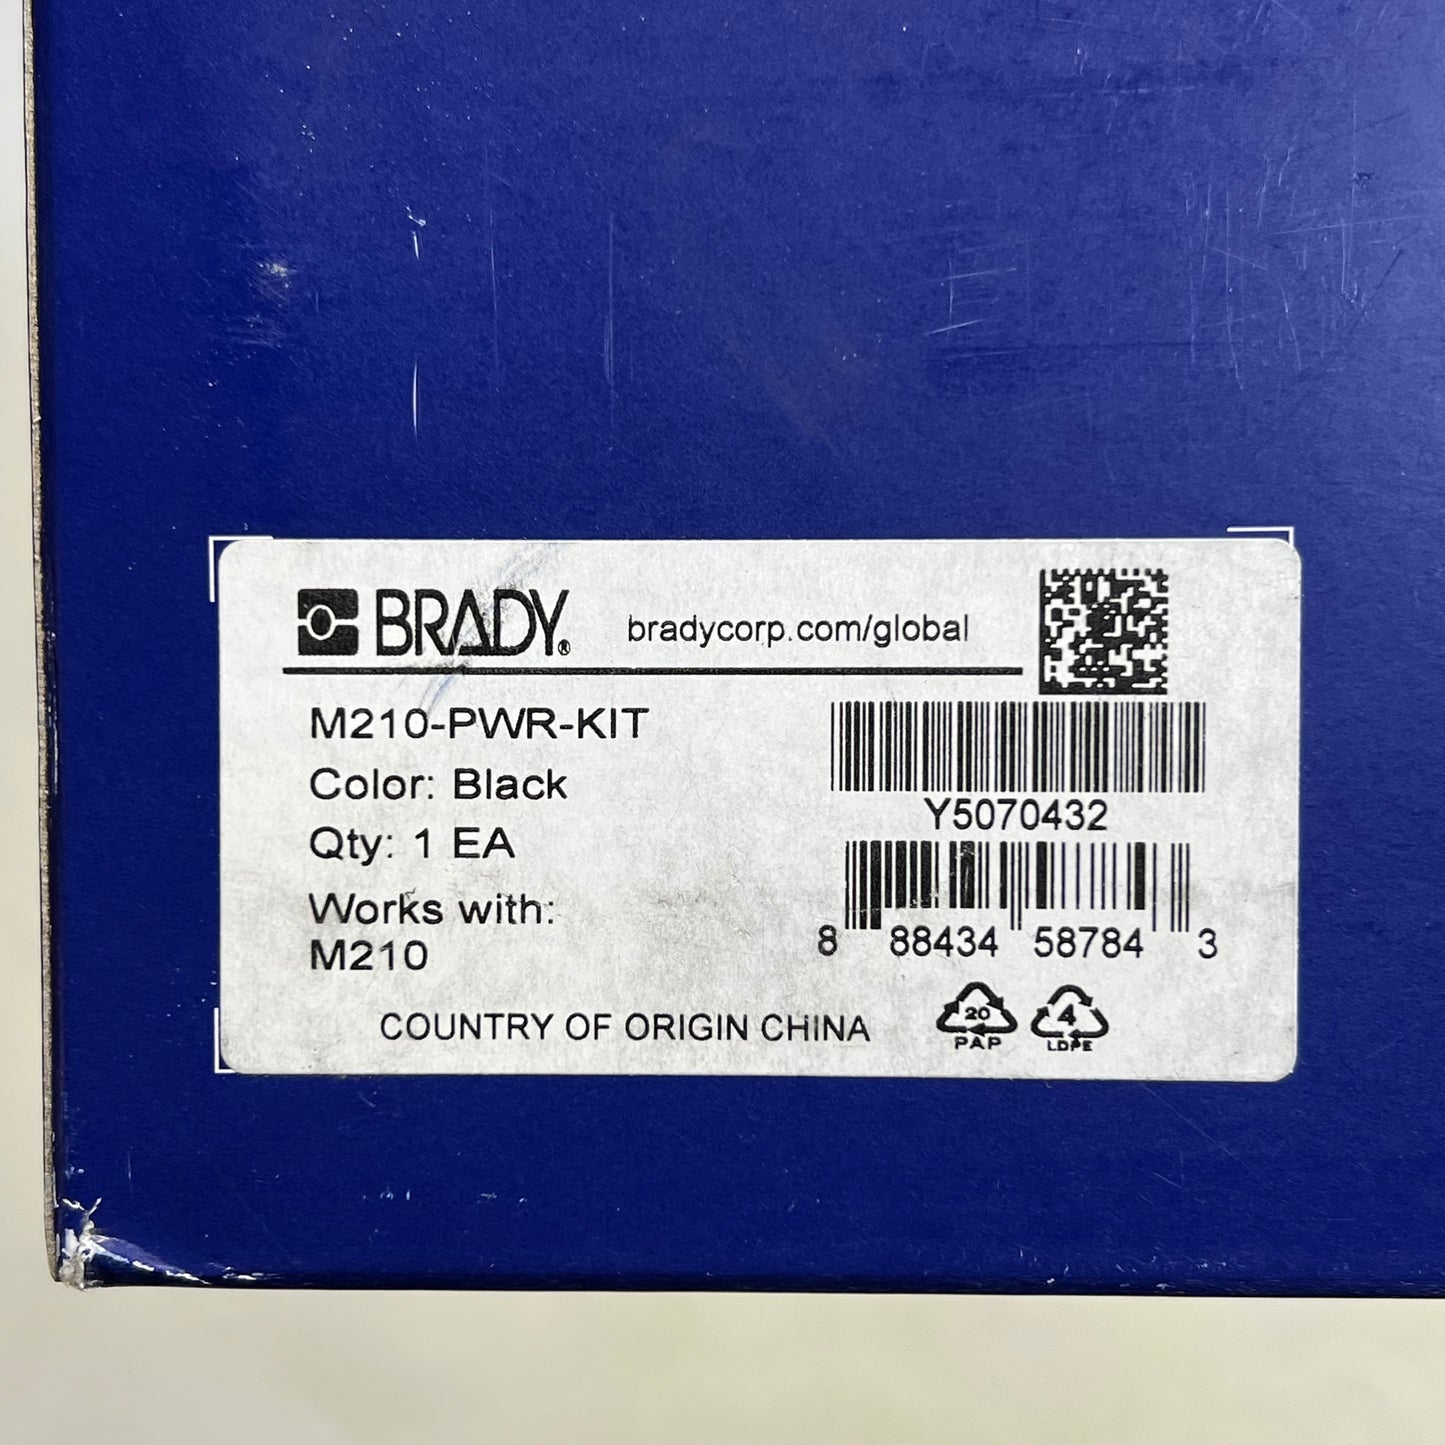 BRADY®
bradycorp.com/global
M210-PWR-KIT
Color: Black
Qty: 1 EA
Works with:
M210
Y5070432
8 88434 58784 3
COUNTRY OF ORIGIN CHINA
20
PAP
4
LDPE